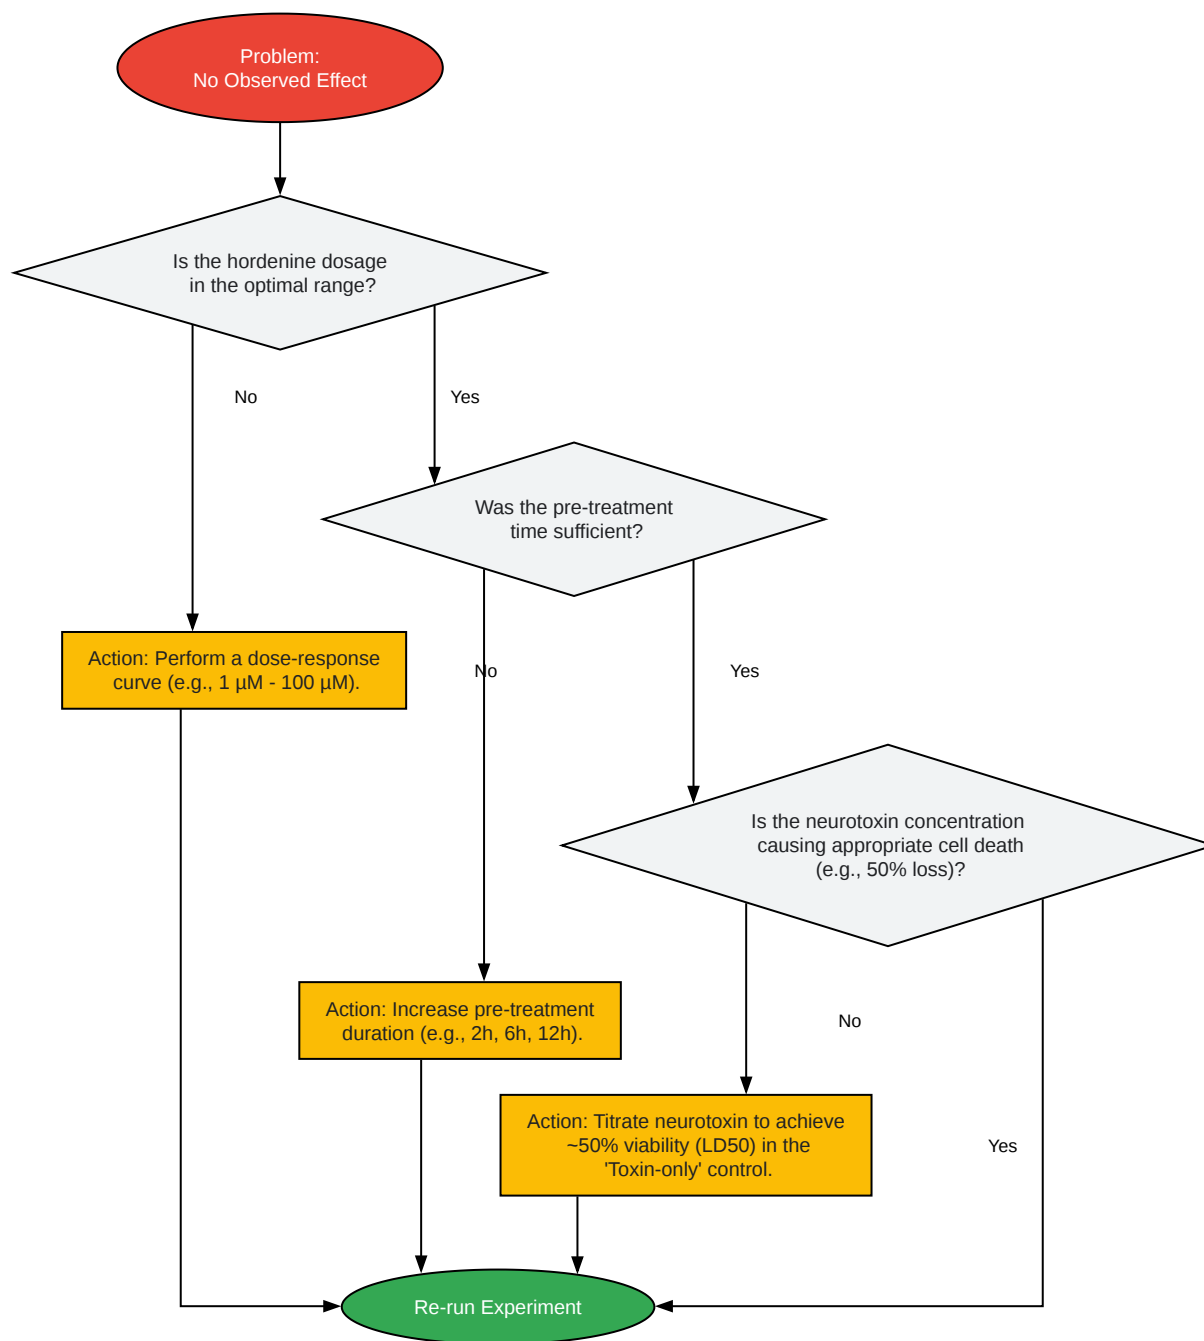 Problem:
No Observed Effect
Is the hordenine dosage
in the optimal range?
No
Yes
Was the pre-treatment
time sufficient?
Action: Perform a dose-response
curve (e.g., 1 µM - 100 µM).
No
Yes
Is the neurotoxin concentration
causing appropriate cell death
(e.g., 50% loss)?
Action: Increase pre-treatment
duration (e.g., 2h, 6h, 12h).
No
Action: Titrate neurotoxin to achieve
~50% viability (LD50) in the
'Toxin-only' control.
Yes
Re-run Experiment